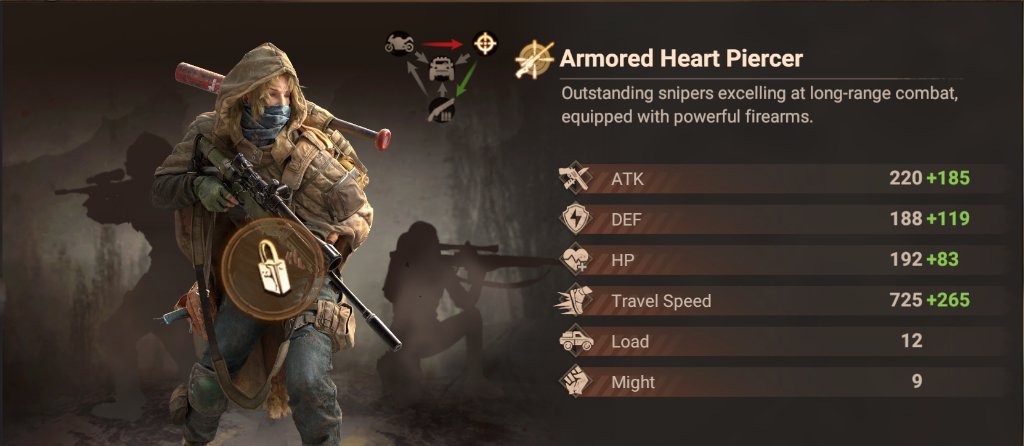 Armored Heart Piercer
Outstanding snipers excelling at long-range combat,
equipped with powerful firearms.
ATK 220 +185
DEF 188 +119
HP 192 +83
Travel Speed 725 +265
Load 12
Might 9